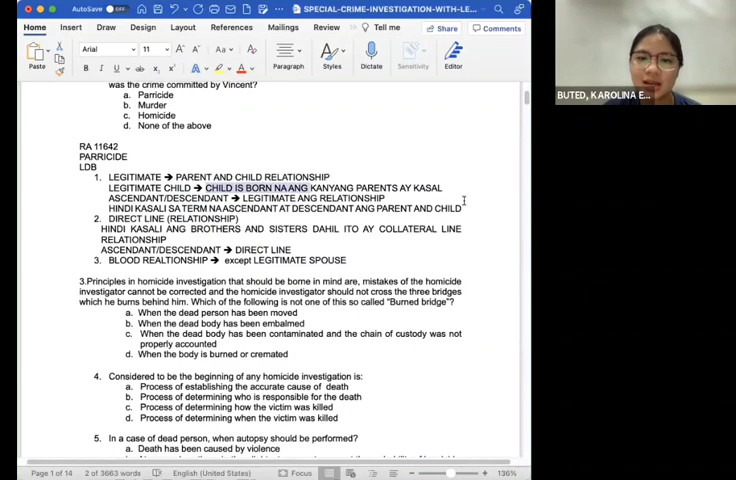 AutoSave OFF SPECIAL-CRIME-INVESTIGATION-WITH-LE...
Home Insert Draw Design Layout References Mailings Review Tell me Share Comments
Paste Arial 11 Paragraph Styles Dictate Sensitivity Editor
was the crime committed by Vincent?
a. Parricide
b. Murder
c. Homicide
d. None of the above
RA 11642
PARRICIDE
LDB
1. LEGITIMATE → PARENT AND CHILD RELATIONSHIP
LEGITIMATE CHILD → CHILD IS BORN NA ANG KANYANG PARENTS AY KASAL
ASCENDANT/DESCENDANT → LEGITIMATE ANG RELATIONSHIP
HINDI KASALI SA TERM NA ASCENDANT AT DESCENDANT ANG PARENT AND CHILD
2. DIRECT LINE (RELATIONSHIP)
HINDI KASALI ANG BROTHERS AND SISTERS DAHIL ITO AY COLLATERAL LINE
RELATIONSHIP
ASCENDANT/DESCENDANT → DIRECT LINE
3. BLOOD REALTIONSHIP → except LEGITIMATE SPOUSE
3.Principles in homicide investigation that should be borne in mind are, mistakes of the homicide
investigator cannot be corrected and the homicide investigator should not cross the three bridges
which he burns behind him. Which of the following is not one of this so called "Burned bridge"?
a. When the dead person has been moved
b. When the dead body has been embalmed
c. When the dead body has been contaminated and the chain of custody was not
properly accounted
d. When the body is burned or cremated
4. Considered to be the beginning of any homicide investigation is:
a. Process of establishing the accurate cause of death
b. Process of determining who is responsible for the death
c. Process of determining how the victim was killed
d. Process of determining when the victim was killed
5. In a case of dead person, when autopsy should be performed?
a. Death has been caused by violence
Page 1 of 14 2 of 3663 words English (United States) Focus 136%
BUTED, KAROLINA E...